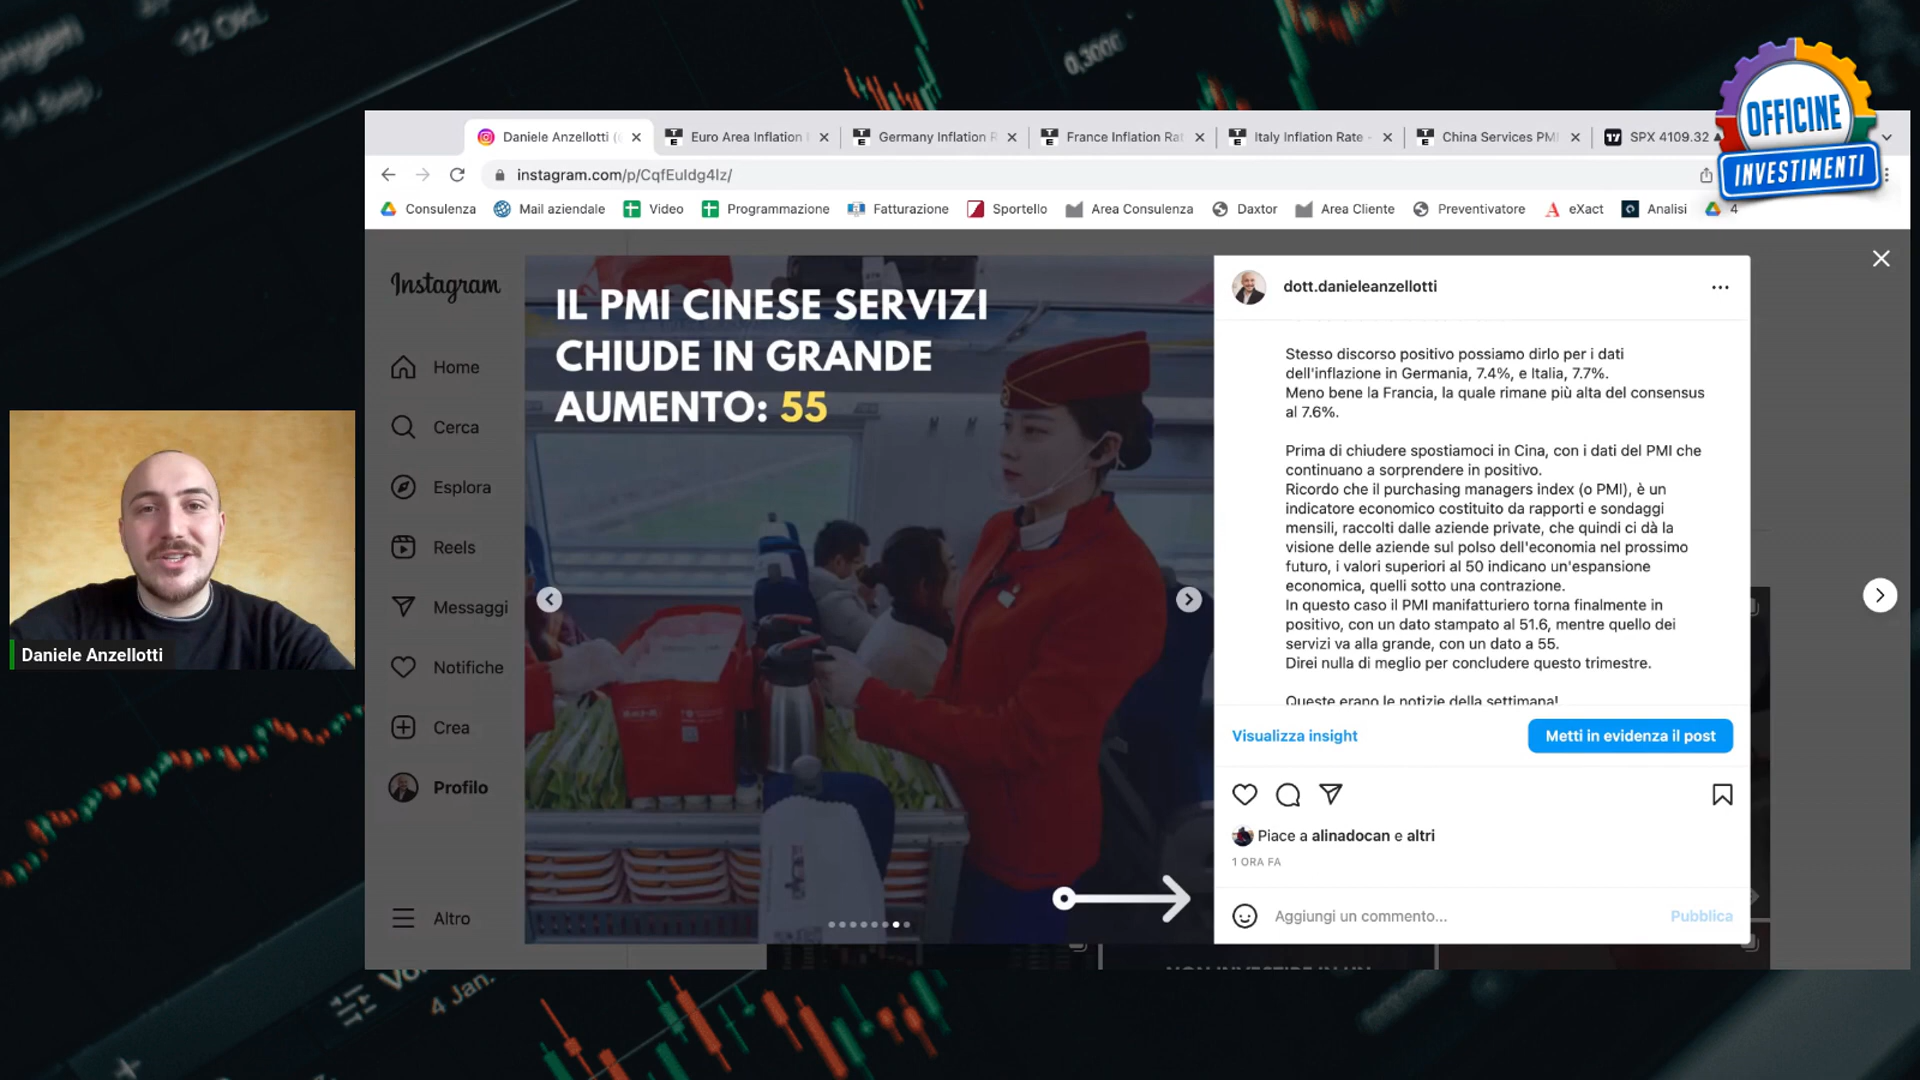 12 Okt.
0,3000
OFFICINE
INVESTIMENTI
Daniele Anzellotti (
Euro Area Inflation
Germany Inflation R
France Inflation Rat
Italy Inflation Rate -
China Services PMI
SPX 4109.32
instagram.com/p/CqfEuldg4lz/
Consulenza
Mail aziendale
Video
Programmazione
Fatturazione
Sportello
Area Consulenza
Daxtor
Area Cliente
Preventivatore
eXact
Analisi
4
Instagram
Home
Cerca
Esplora
Reels
Messaggi
Notifiche
Crea
Profilo
Altro
IL PMI CINESE SERVIZI
CHIUDE IN GRANDE
AUMENTO: 55
dott.danieleanzellotti
Stesso discorso positivo possiamo dirlo per i dati
dell'inflazione in Germania, 7.4%, e Italia, 7.7%.
Meno bene la Francia, la quale rimane più alta del consensus
al 7.6%.
Prima di chiudere spostiamoci in Cina, con i dati del PMI che
continuano a sorprendere in positivo.
Ricordo che il purchasing managers index (o PMI), è un
indicatore economico costituito da rapporti e sondaggi
mensili, raccolti dalle aziende private, che quindi ci dà la
visione delle aziende sul polso dell'economia nel prossimo
futuro, i valori superiori al 50 indicano un'espansione
economica, quelli sotto una contrazione.
In questo caso il PMI manifatturiero torna finalmente in
positivo, con un dato stampato al 51.6, mentre quello dei
servizi va alla grande, con un dato a 55.
Direi nulla di meglio per concludere questo trimestre.
Queste erano le notizie della settimana!
Visualizza insight
Metti in evidenza il post
Piace a alinadocan e altri
1 ORA FA
Aggiungi un commento...
Pubblica
Daniele Anzellotti
4 Jan.